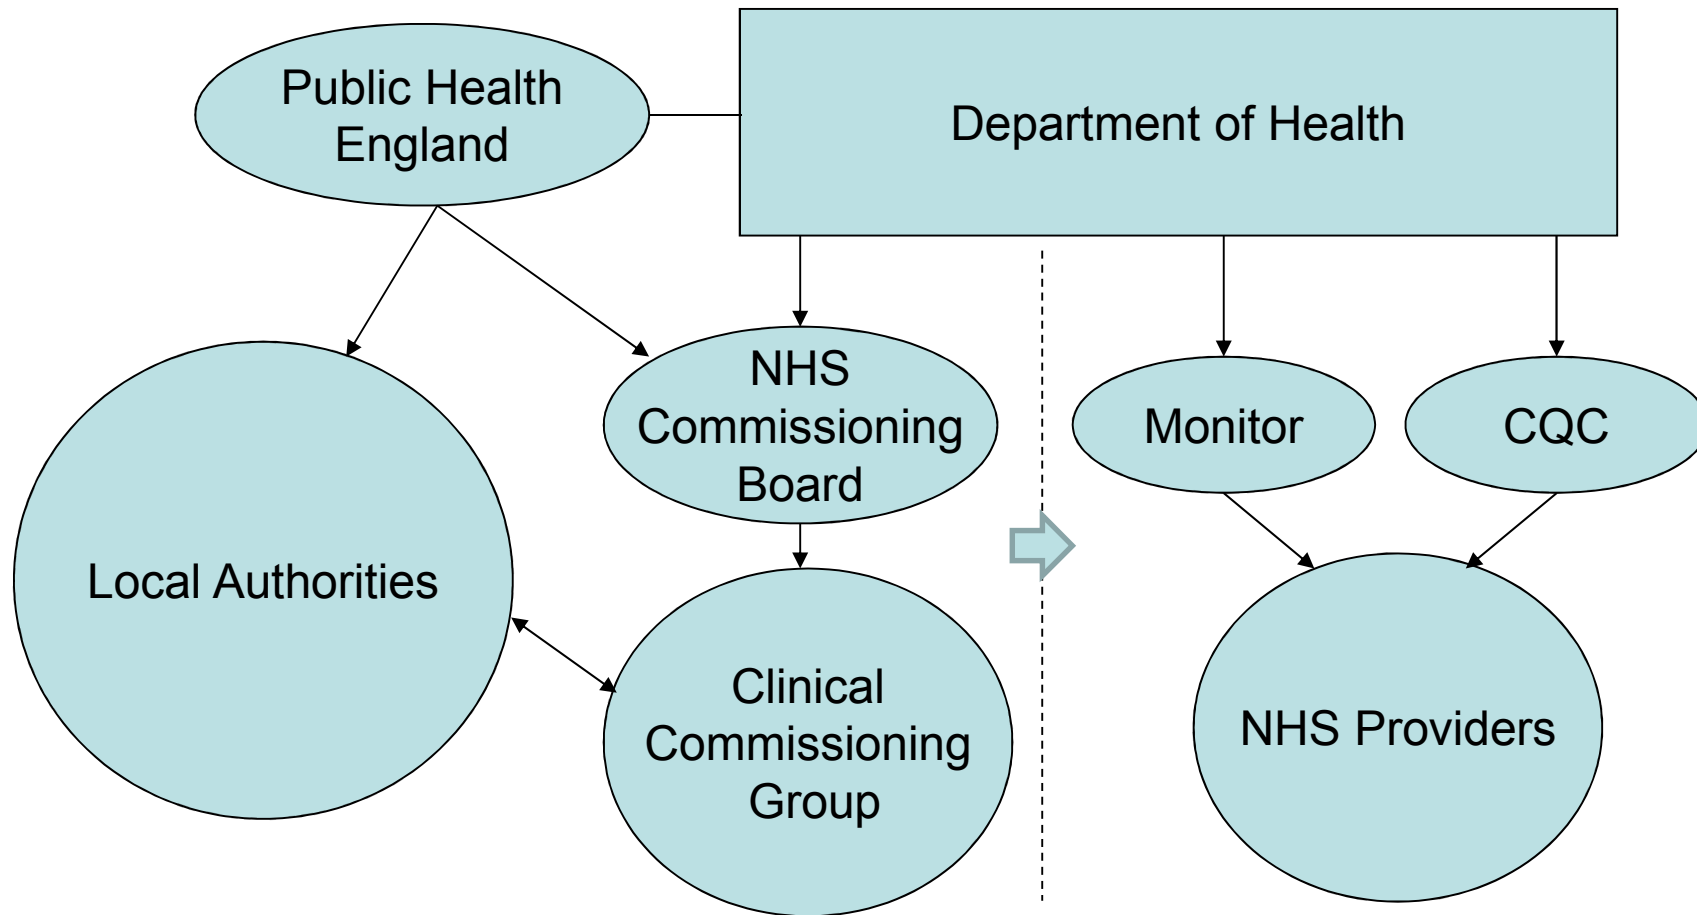 Public Health
England
Department of Health
NHS
Commissioning
Board
Monitor
CQC
Local Authorities
Clinical
Commissioning
Group
NHS Providers